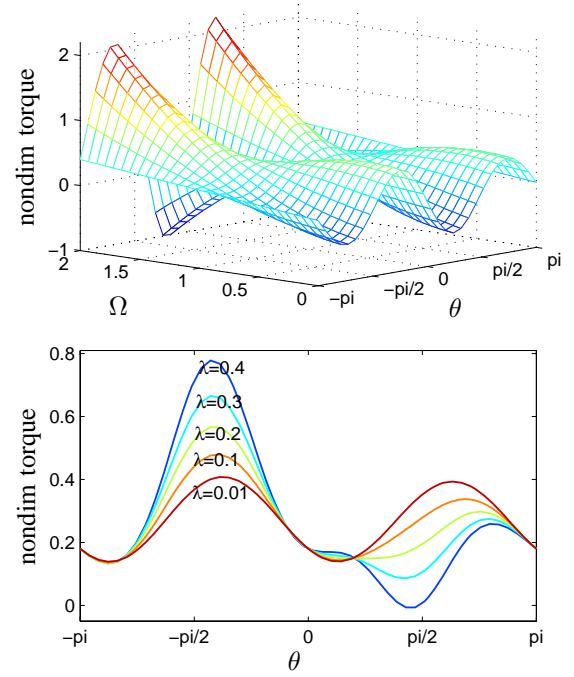 nondim torque
2
1
0
−1
2
1.5
1
0.5
0
Ω
−pi
−pi/2
0
pi/2
pi
θ
nondim torque
0.8
0.6
0.4
0.2
0
λ=0.4
λ=0.3
λ=0.2
λ=0.1
λ=0.01
−pi
−pi/2
0
pi/2
pi
θ